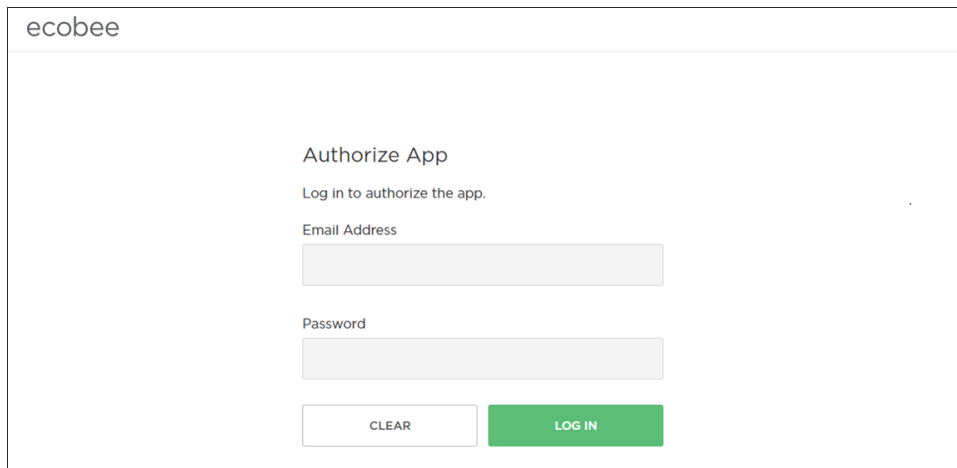 ecobee
Authorize App
Log in to authorize the app.
Email Address
Password
CLEAR
LOG IN